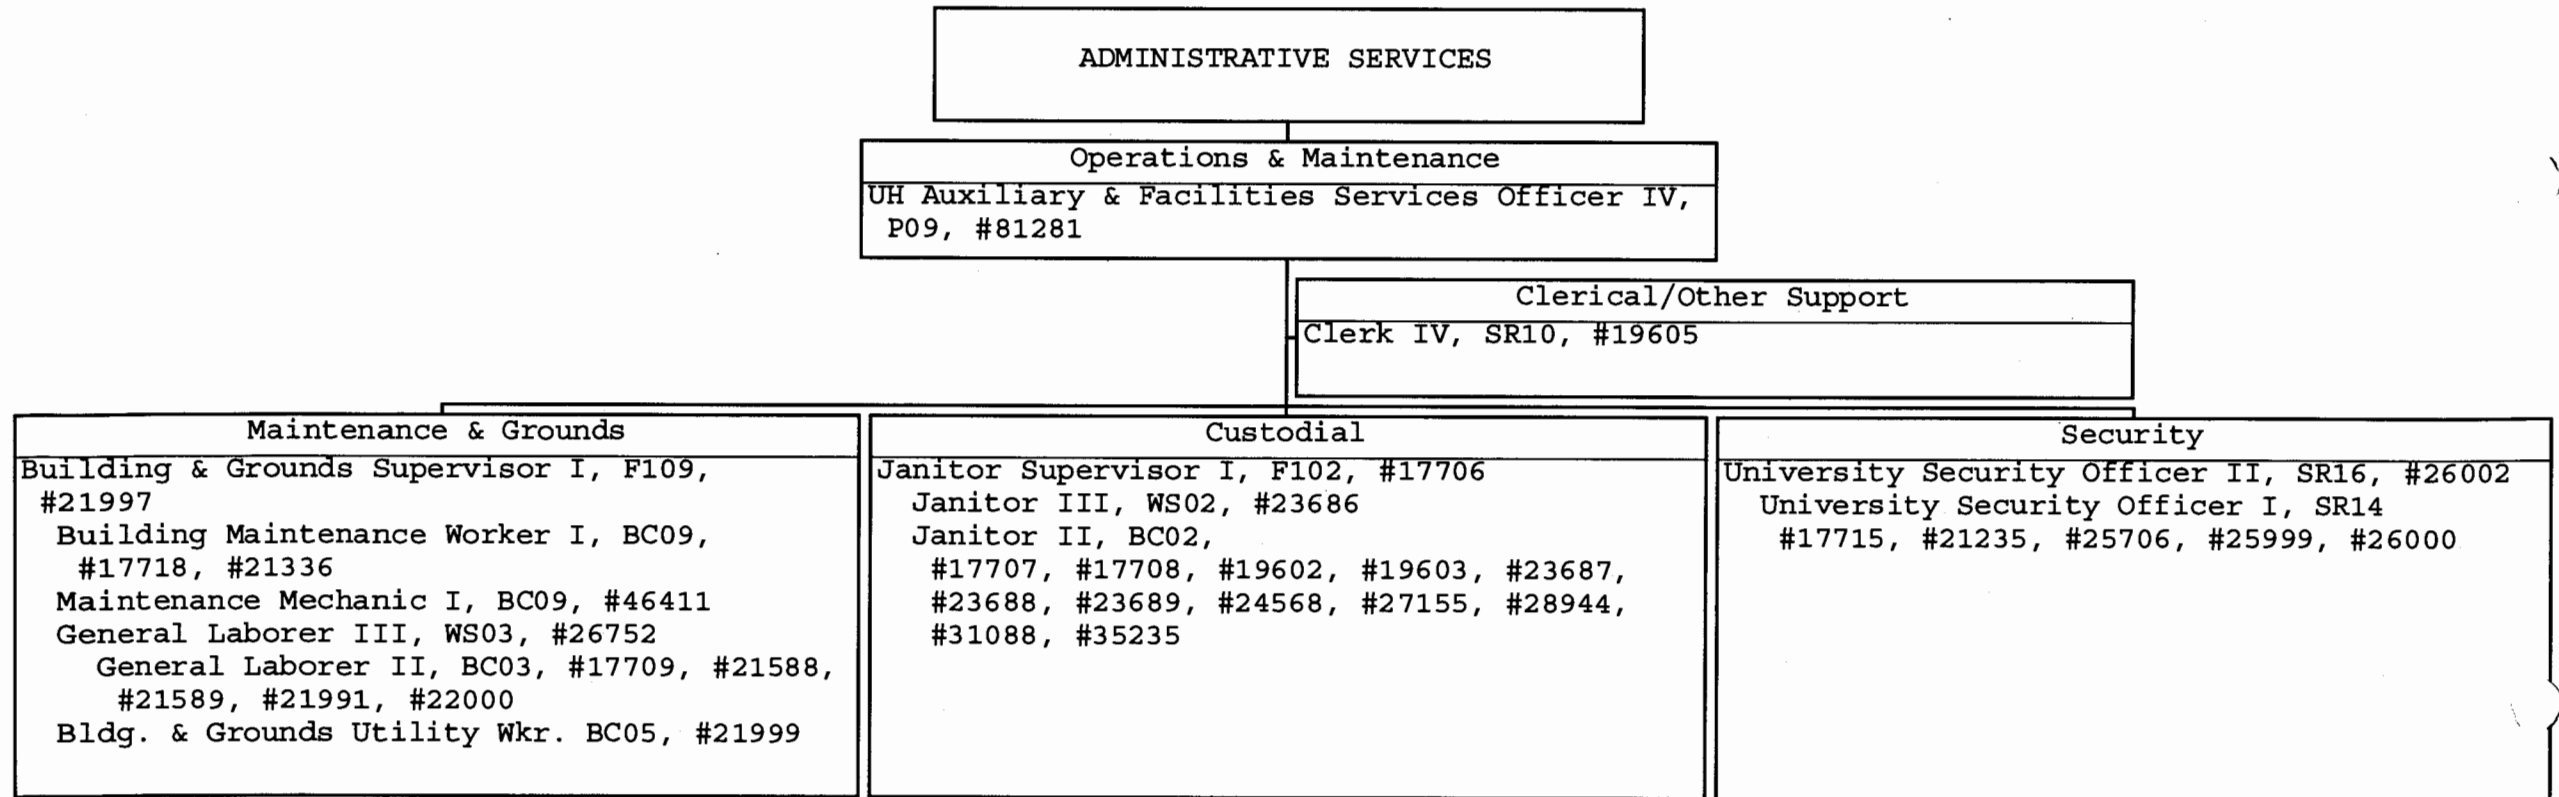 ADMINISTRATIVE SERVICES
Operations & Maintenance
UH Auxiliary & Facilities Services Officer IV,
P09, #81281
Clerical/Other Support
Clerk IV, SR10, #19605
Maintenance & Grounds
Building & Grounds Supervisor I, F109,
#21997
Building Maintenance Worker I, BC09,
#17718, #21336
Maintenance Mechanic I, BC09, #46411
General Laborer III, WS03, #26752
General Laborer II, BC03, #17709, #21588,
#21589, #21991, #22000
Bldg. & Grounds Utility Wkr. BC05, #21999
Custodial
Janitor Supervisor I, F102, #17706
Janitor III, WS02, #23686
Janitor II, BC02,
#17707, #17708, #19602, #19603, #23687,
#23688, #23689, #24568, #27155, #28944,
#31088, #35235
Security
University Security Officer II, SR16, #26002
University Security Officer I, SR14
#17715, #21235, #25706, #25999, #26000